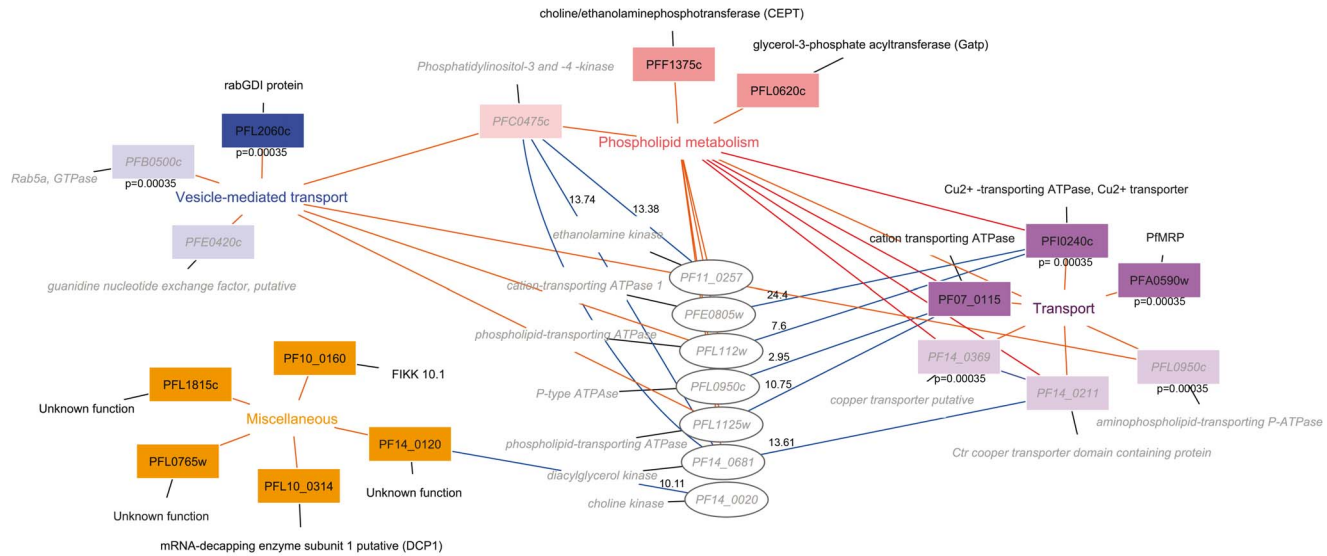 choline/ethanolaminephosphotransferase (CEPT)
glycerol-3-phosphate acyltransferase (Gatp)
Phosphatidylinositol-3 and -4 -kinase
PFF1375c
PFL0620c
rabGDI protein
PFC0475c
PFL2060c
p=0.00035
Phospholipid metabolism
PFB0500c
p=0.00035
Rab5a, GTPase
Vesicle-mediated transport
Cu2+ -transporting ATPase, Cu2+ transporter
13.74
13.38
PFE0420c
ethanolamine kinase
cation transporting ATPase
PFI0240c
p= 0.00035
PfMRP
guanidine nucleotide exchange factor, putative
cation-transporting ATPase 1
PF11_0257
PFA0590w
p=0.00035
24.4
PF07_0115
Transport
PFE0805w
phospholipid-transporting ATPase
7.6
PFL112w
PF10_0160
FIKK 10.1
2.95
PF14_0369
p=0.00035
PFL0950c
p=0.00035
PFL1815c
Unknown function
P-type ATPAse
PFL0950c
10.75
copper transporter putative
PF14_0211
Miscellaneous
aminophospholipid-transporting P-ATPase
PFL1125w
phospholipid-transporting ATPase
PF14_0120
13.61
Ctr cooper transporter domain containing protein
PFL0765w
PF14_0681
diacylglycerol kinase
PFL10_0314
Unknown function
10.11
PF14_0020
choline kinase
Unknown function
mRNA-decapping enzyme subunit 1 putative (DCP1)